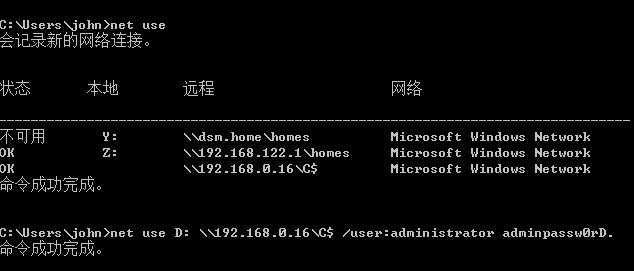 C:\Users\john>net use
会记录新的网络连接。
状态 本地 远程 网络
-------------------------------------------------------------------------------
不可用 Y: \\dsm.home\homes Microsoft Windows Network
OK Z: \\192.168.122.1\homes Microsoft Windows Network
OK \\192.168.0.16\C$ Microsoft Windows Network
命令成功完成。
C:\Users\john>net use D: \\192.168.0.16\C$ /user:administrator adminpassw0rD.
命令成功完成。